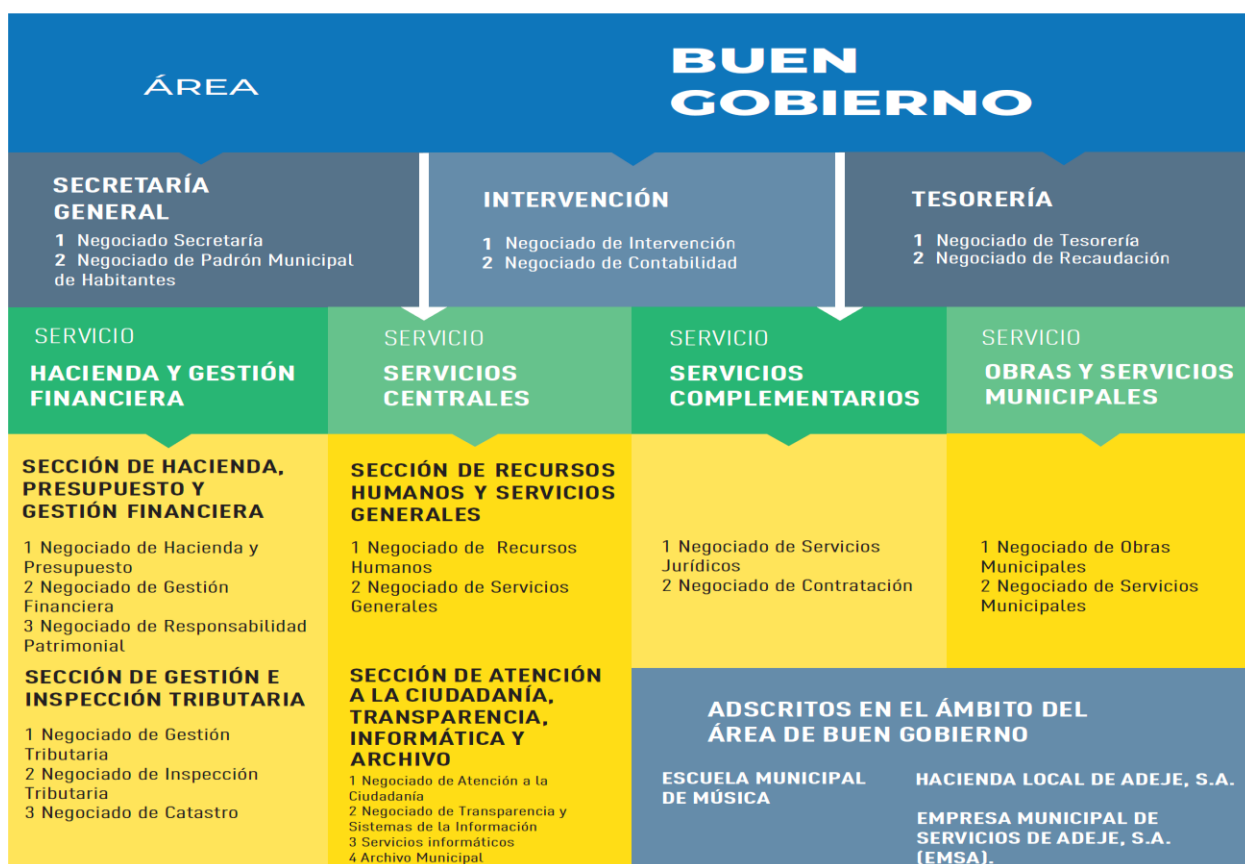 ÁREA
BUEN
GOBIERNO
SECRETARÍA
GENERAL
1 Negociado Secretaría
2 Negociado de Padrón Municipal
de Habitantes
INTERVENCIÓN
1 Negociado de Intervención
2 Negociado de Contabilidad
TESORERÍA
1 Negociado de Tesorería
2 Negociado de Recaudación
SERVICIO
HACIENDA Y GESTIÓN
FINANCIERA
SERVICIO
SERVICIOS
CENTRALES
SERVICIO
SERVICIOS
COMPLEMENTARIOS
SERVICIO
OBRAS Y SERVICIOS
MUNICIPALES
SECCIÓN DE HACIENDA,
PRESUPUESTO Y
GESTIÓN FINANCIERA
1 Negociado de Hacienda y
Presupuesto
2 Negociado de Gestión
Financiera
3 Negociado de Responsabilidad
Patrimonial
SECCIÓN DE GESTIÓN E
INSPECCIÓN TRIBUTARIA
1 Negociado de Gestión
Tributaria
2 Negociado de Inspección
Tributaria
3 Negociado de Catastro
SECCIÓN DE RECURSOS
HUMANOS Y SERVICIOS
GENERALES
1 Negociado de Recursos
Humanos
2 Negociado de Servicios
Generales
SECCIÓN DE ATENCIÓN
A LA CIUDADANÍA,
TRANSPARENCIA,
INFORMÁTICA Y
ARCHIVO
1 Negociado de Atención a la
Ciudadanía
2 Negociado de Transparencia y
Sistemas de la Información
3 Servicios informáticos
4 Archivo Municipal
1 Negociado de Servicios
Jurídicos
2 Negociado de Contratación
1 Negociado de Obras
Municipales
2 Negociado de Servicios
Municipales
ADSCRITOS EN EL ÁMBITO DEL
ÁREA DE BUEN GOBIERNO
ESCUELA MUNICIPAL
DE MÚSICA
HACIENDA LOCAL DE ADEJE, S.A.
EMPRESA MUNICIPAL DE
SERVICIOS DE ADEJE, S.A.
(EMSA).